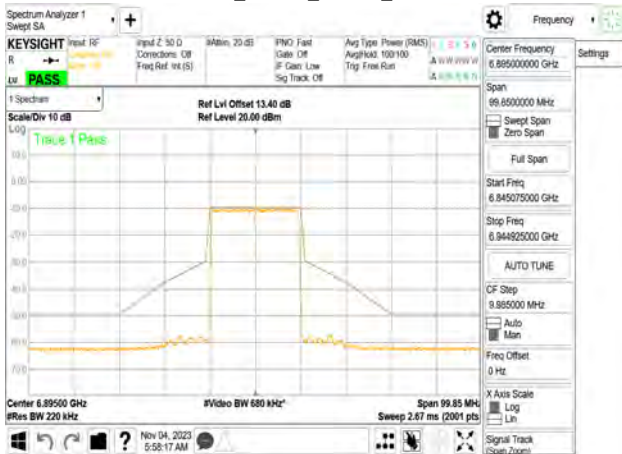 Spectrum Analyzer 1
Swept SA
+
Frequency
KEYSIGHT
Input: RF
Input Z: 50 Ω
#Atten: 20 dB
PNO: Fast
Avg Type: Power (RMS)
Corrections: Off
Gate: Off
Avg|Hold: 100/100
Freq Ref: Int (S)
IF Gain: Low
Trig: Free Run
Sig Track: Off
R
LU
PASS
Center Frequency
6.895000000 GHz
Settings
Span
99.8500000 MHz
Swept Span
Zero Span
Full Span
Start Freq
6.845075000 GHz
Stop Freq
6.944925000 GHz
AUTO TUNE
CF Step
9.985000 MHz
Auto
Man
Freq Offset
0 Hz
X Axis Scale
Log
Lin
Signal Track
(Span Zoom)
1 Spectrum
Scale/Div 10 dB
Ref Lvl Offset 13.40 dB
Ref Level 20.00 dBm
Log
Trace 1 Pass
10.0
0.00
Center 6.89500 GHz
#Video BW 680 kHz*
Span 99.85 MHz
#Res BW 220 kHz
Sweep 2.67 ms (2001 pts
Nov 04, 2023
5:58:17 AM